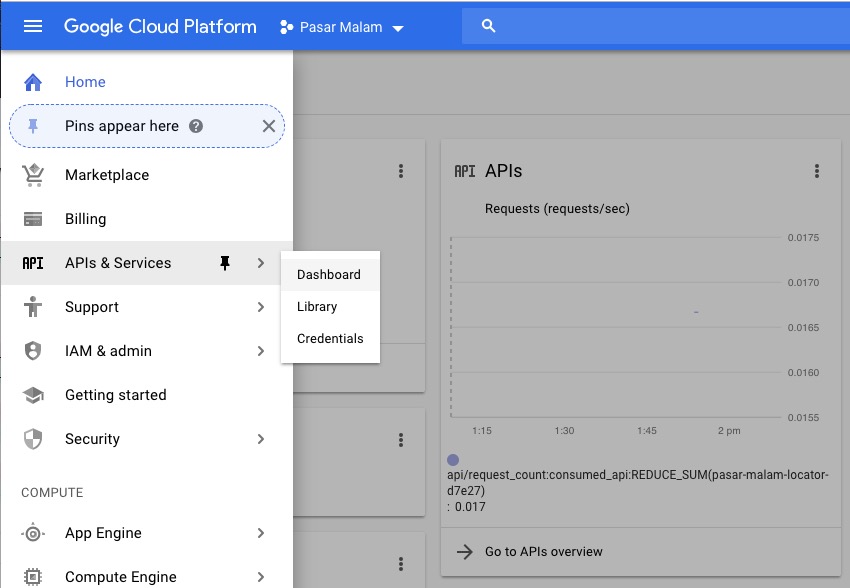 Google Cloud Platform
Pasar Malam
Home
Pins appear here
Marketplace
Billing
API APIs & Services
Support
IAM & admin
Getting started
Security
COMPUTE
App Engine
Compute Engine
Dashboard
Library
Credentials
API APIs
Requests (requests/sec)
0.0175
0.0170
0.0165
0.0160
0.0155
1:15 1:30 1:45 2 pm
api/request_count:consumed_api:REDUCE_SUM(pasar-malam-locator-
d7e27)
: 0.017
Go to APIs overview